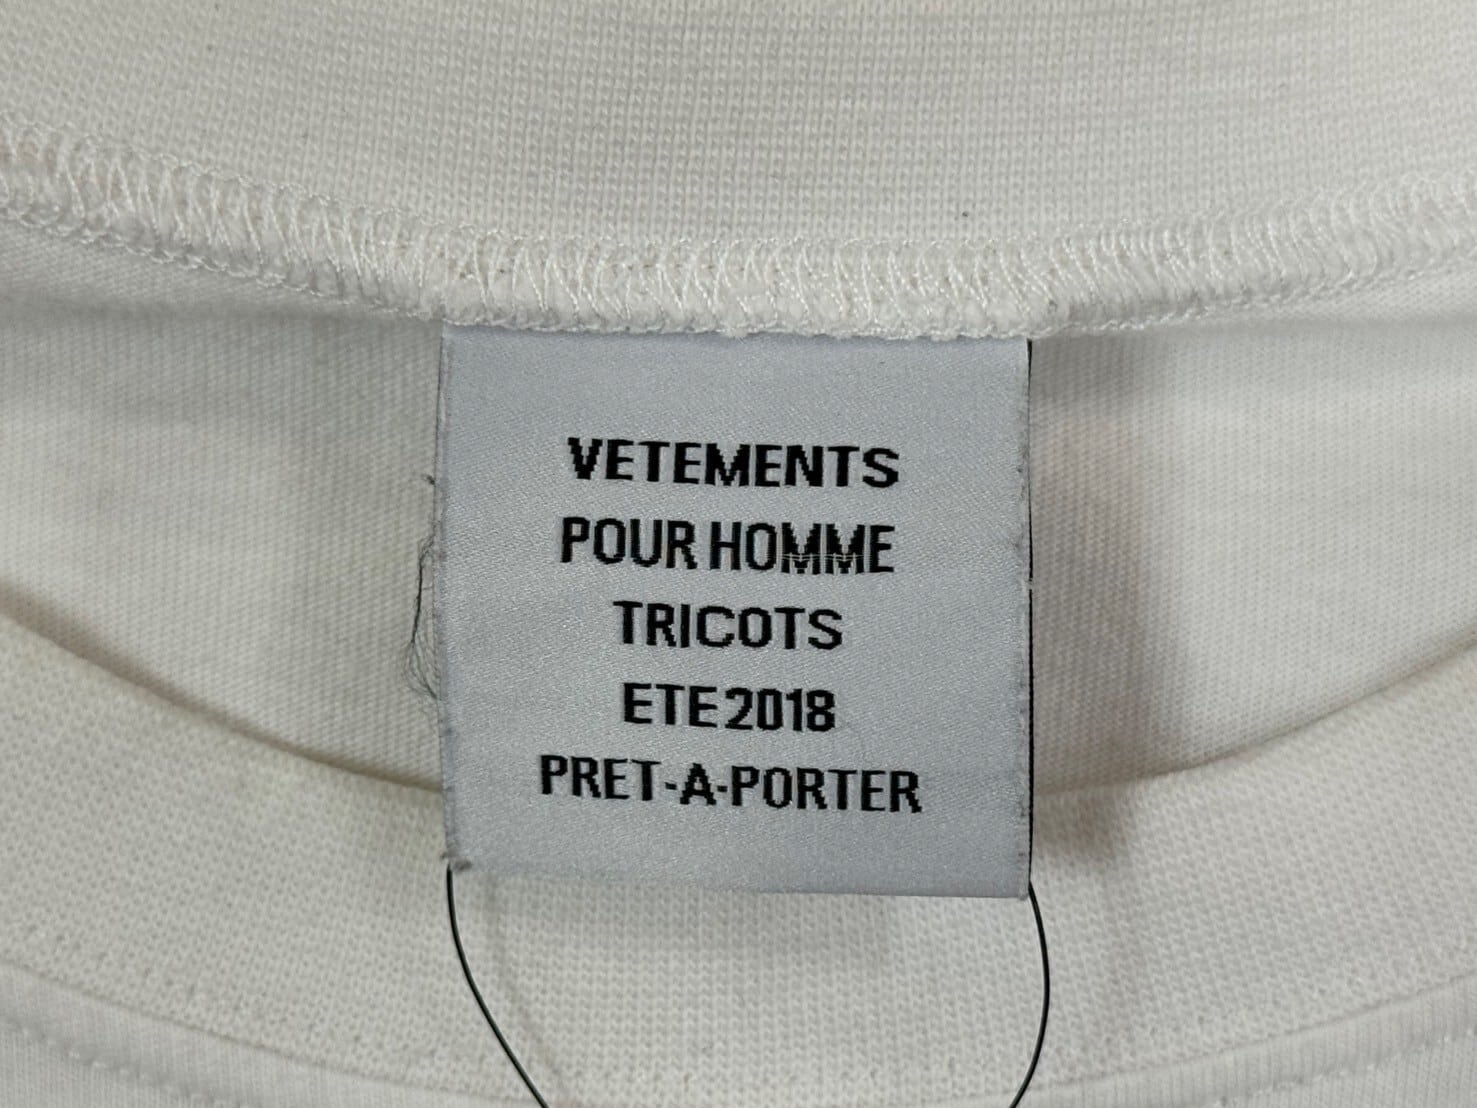 VETEMENTS
POUR HOMME
TRICOTS
ETE 2018
PRET-A-PORTER